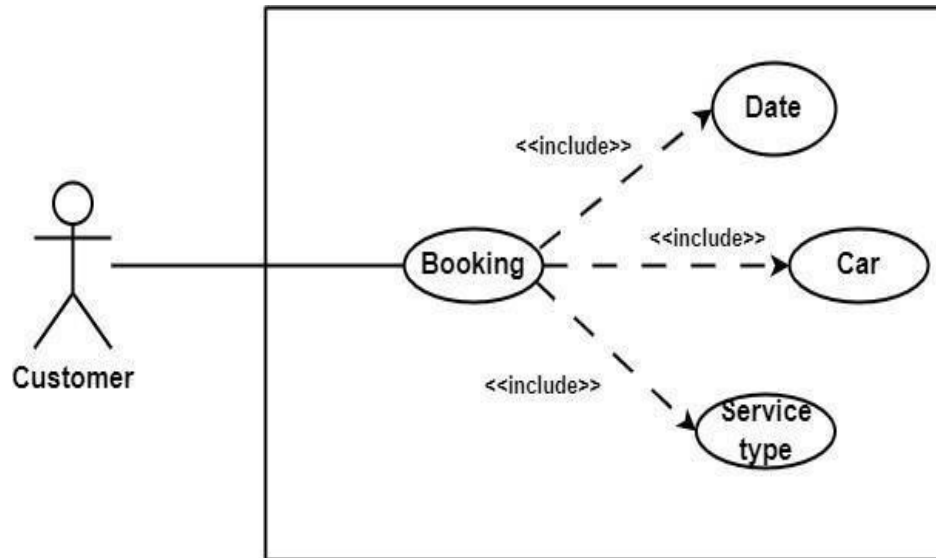 Date
<<include>>
<<include>>
Booking
Car
Customer
<<include>>
Service
type